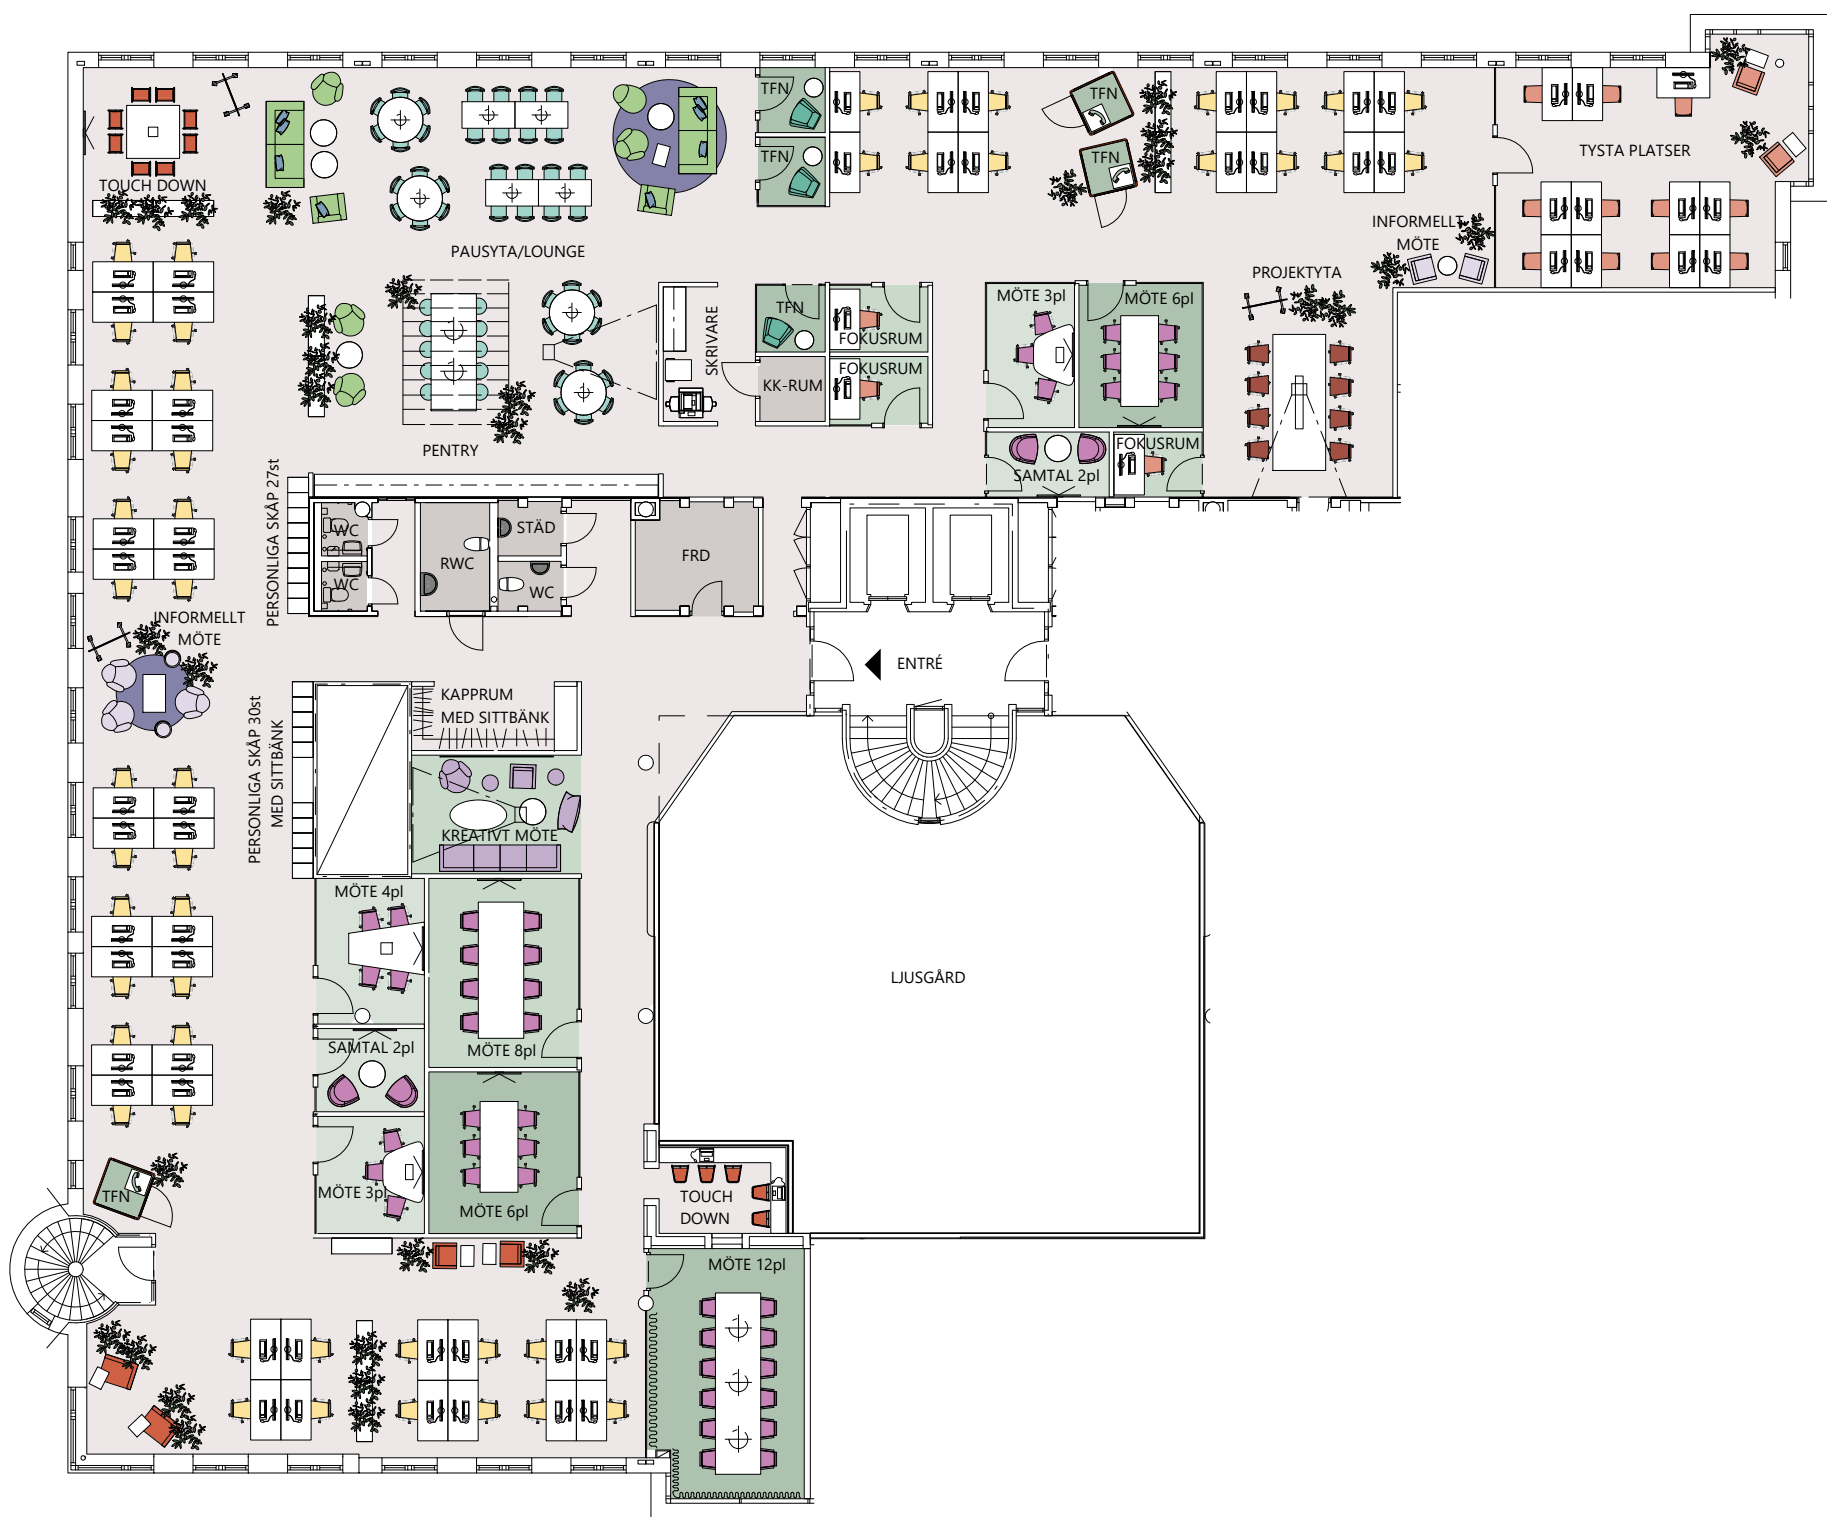 TFN
TFN
TFN
TFN
TYSTA PLATSER
TOUCH DOWN
INFORMELLT
MÖTE
PAUSYTA/LOUNGE
PROJEKTYTA
MÖTE 3pl
MÖTE 6pl
TFN
FOKUSRUM
SKRIVARE
FOKUSRUM
KK-RUM
PENTRY
FOKUSRUM
SAMTAL 2pl
PERSONLIGA SKÅP 27st
WC
STÄD
RWC
FRD
WC
WC
INFORMELLT
MÖTE
ENTRÉ
KAPPRUM
MED SITTBÄNK
PERSONLIGA SKÅP 30st
MED SITTBÄNK
KREATIVT MÖTE
MÖTE 4pl
LJUSGÅRD
SAMTAL 2pl
MÖTE 8pl
TFN
MÖTE 3pl
MÖTE 6pl
TOUCH
DOWN
MÖTE 12pl